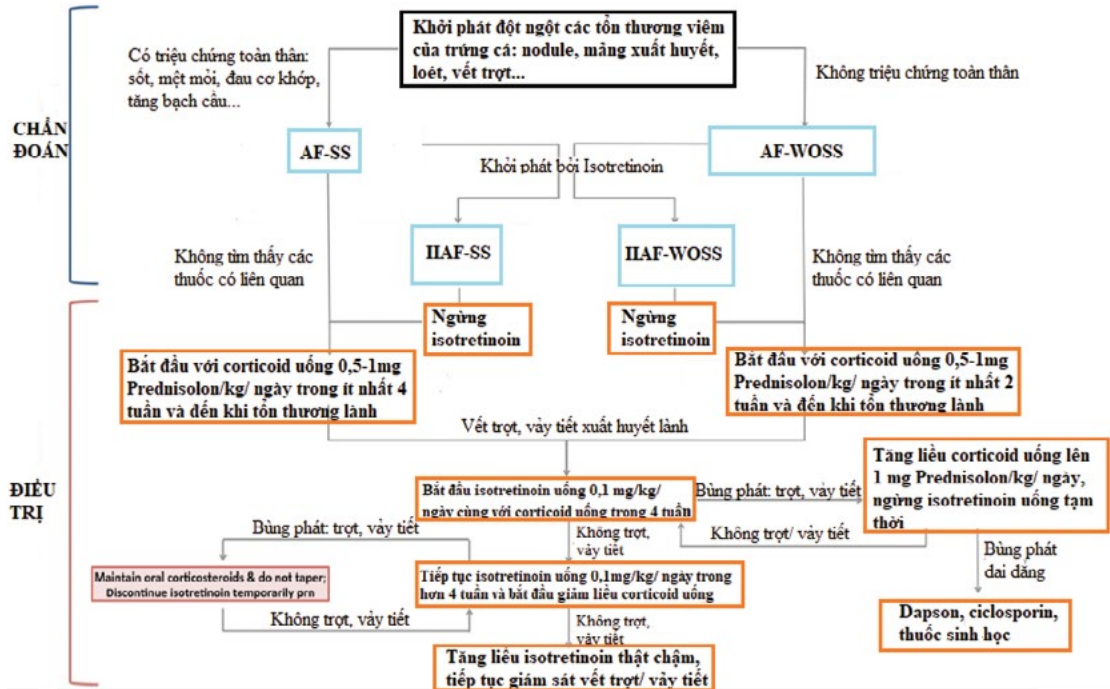 Khởi phát đột ngột các tổn thương viêm
của trứng cá: nodule, mảng xuất huyết,
loét, vết trợt...
Có triệu chứng toàn thân:
sốt, mệt mỏi, đau cơ khớp,
tăng bạch cầu...
Không triệu chứng toàn thân
CHẨN
ĐOÁN
AF-SS
Khởi phát bởi Isotretinoin
AF-WOSS
IIAF-SS
IIAF-WOSS
Không tìm thấy các
thuốc có liên quan
Không tìm thấy các
thuốc có liên quan
Ngừng
isotretinoin
Ngừng
isotretinoin
Bắt đầu với corticoid uống 0,5-1mg
Prednisolon/kg/ ngày trong ít nhất 4
tuần và đến khi tổn thương lành
Bắt đầu với corticoid uống 0,5-1mg
Prednisolon/kg/ ngày trong ít nhất 2
tuần và đến khi tổn thương lành
Vết trợt, vảy tiết xuất huyết lành
ĐIỀU
TRỊ
Bắt đầu isotretinoin uống 0,1 mg/kg/
ngày cùng với corticoid uống trong 4 tuần
Bùng phát: trợt, vảy tiết
Tăng liều corticoid uống lên
1 mg Prednisolon/kg/ ngày,
ngừng isotretinoin uống tạm
thời
Không trợt/ vảy tiết
Bùng phát: trợt, vảy tiết
Không trợt,
vảy tiết
Bùng phát
dai dẳng
Maintain oral corticosteroids & do not taper;
Discontinue isotretinoin temporarily prn
Tiếp tục isotretinoin uống 0,1mg/kg/ ngày trong
hơn 4 tuần và bắt đầu giảm liều corticoid uống
Dapson, ciclosporin,
thuốc sinh học
Không trợt, vảy tiết
Không trợt,
vảy tiết
Tăng liều isotretinoin thật chậm,
tiếp tục giám sát vết trợt/ vảy tiết